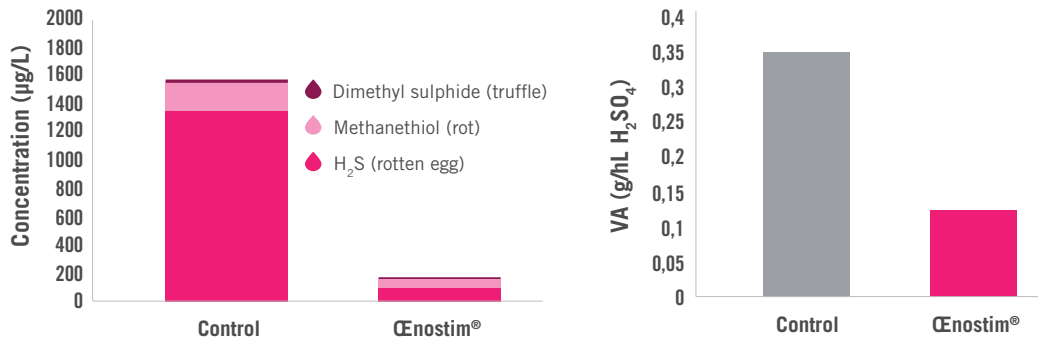 Concentration (µg/L)
2000
1800
1600
1400
1200
1000
800
600
400
200
0
Control
Œnostim®
Dimethyl sulphide (truffle)
Methanethiol (rot)
H₂S (rotten egg)
VA (g/hL H₂SO₄)
0,4
0,35
0,3
0,25
0,2
0,15
0,1
0,05
0
Control
Œnostim®